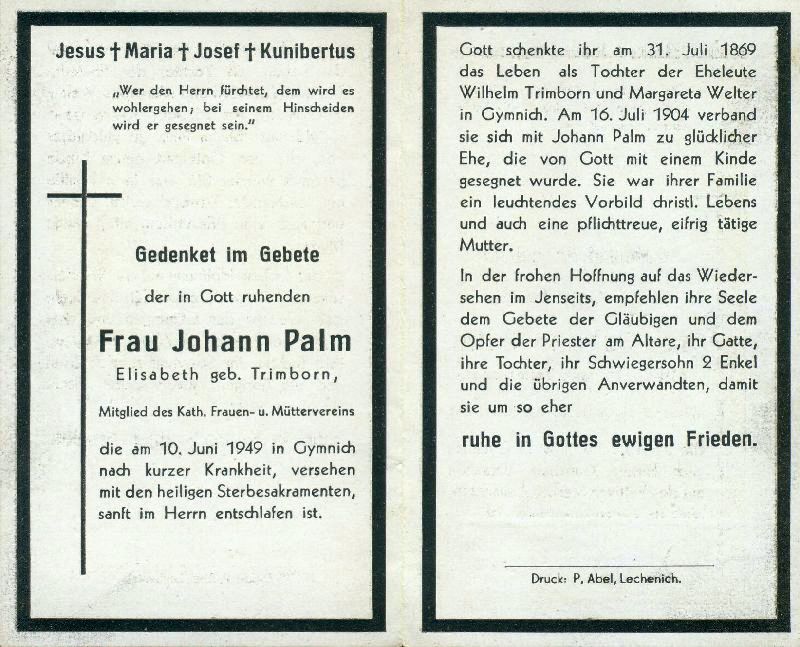 Jesus † Maria † Josef † Kunibertus
„Wer den Herrn fürchtet, dem wird es
wohlergehen; bei seinem Hinscheiden
wird er gesegnet sein."
Gedenket im Gebete
der in Gott ruhenden
Frau Johann Palm
Elisabeth geb. Trimborn,
Mitglied des Kath. Frauen- u. Müttervereins
die am 10. Juni 1949 in Gymnich
nach kurzer Krankheit, versehen
mit den heiligen Sterbesakramenten,
sanft im Herrn entschlafen ist.
Gott schenkte ihr am 31. Juli 1869
das Leben als Tochter der Eheleute
Wilhelm Trimborn und Margareta Welter
in Gymnich. Am 16. Juli 1904 verband
sie sich mit Johann Palm zu glücklicher
Ehe, die von Gott mit einem Kinde
gesegnet wurde. Sie war ihrer Familie
ein leuchtendes Vorbild christl. Lebens
und auch eine pflichttreue, eifrig tätige
Mutter.
In der frohen Hoffnung auf das Wieder-
sehen im Jenseits, empfehlen ihre Seele
dem Gebete der Gläubigen und dem
Opfer der Priester am Altare, ihr Gatte,
ihre Tochter, ihr Schwiegersohn 2 Enkel
und die übrigen Anverwandten, damit
sie um so eher
ruhe in Gottes ewigen Frieden.
Druck: P. Abel, Lechenich.